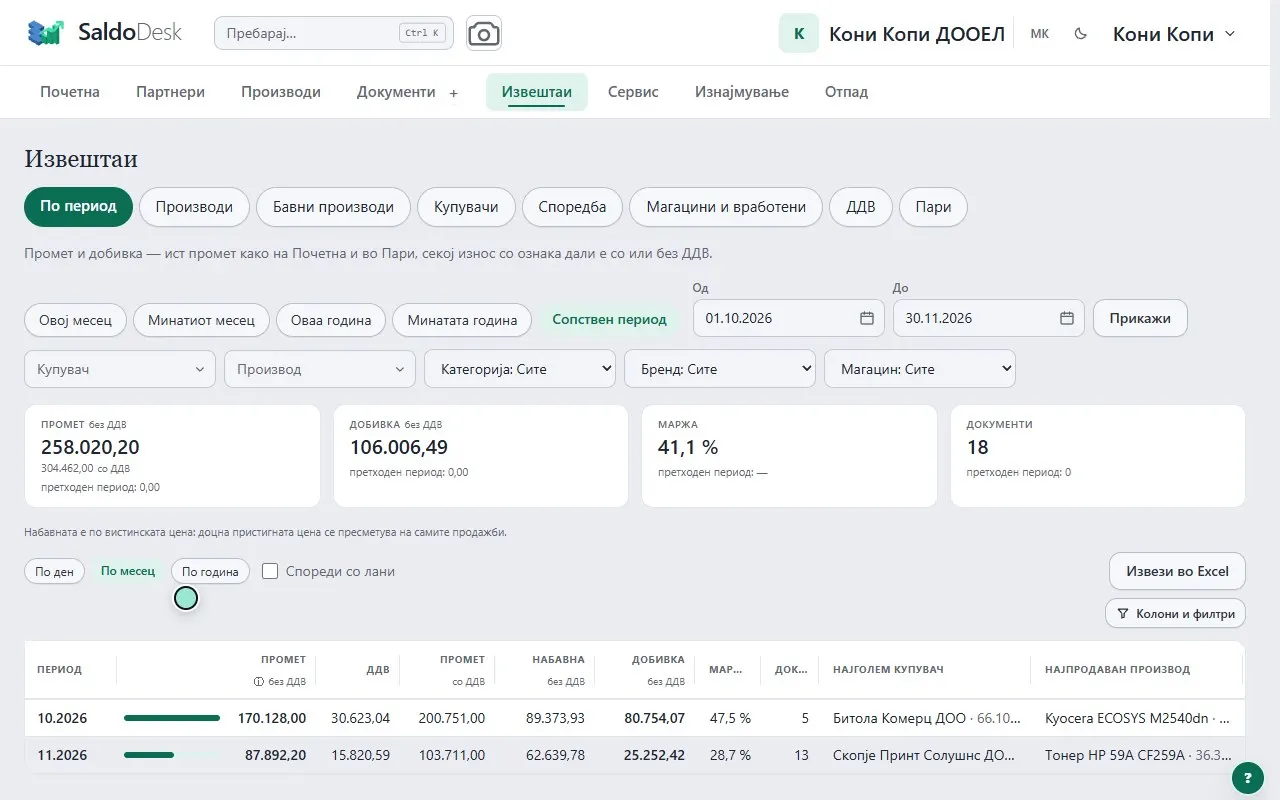 SaldoDesk
Пребарај...
Ctrl K
К
Кони Копи ДООЕЛ
МК
Кони Копи
Почетна
Партнери
Производи
Документи +
Извештаи
Сервис
Изнајмување
Отпад
Извештаи
По период
Производи
Бавни производи
Купувачи
Споредба
Магацини и вработени
ДДВ
Пари
Промет и добивка — ист промет како на Почетна и во Пари, секој износ со ознака дали е со или без ДДВ.
Од
До
Овој месец
Минатиот месец
Оваа година
Минатата година
Сопствен период
01.10.2026
30.11.2026
Прикажи
Купувач
Производ
Категорија: Сите
Бренд: Сите
Магацин: Сите
ПРОМЕТ без ДДВ
258.020,20
304.462,00 со ДДВ
претходен период: 0,00
ДОБИВКА без ДДВ
106.006,49
претходен период: 0,00
МАРЖА
41,1 %
претходен период: —
ДОКУМЕНТИ
18
претходен период: 0
Набавната е по вистинската цена: доцна пристигната цена се пресметува на самите продажби.
По ден
По месец
По година
Спореди со лани
Извези во Excel
Колони и филтри
ПЕРИОД
ПРОМЕТ без ДДВ
ДДВ
ПРОМЕТ со ДДВ
НАБАВНА без ДДВ
ДОБИВКА без ДДВ
МАР...
ДОК...
НАЈГОЛЕМ КУПУВАЧ
НАЈПРОДАВАН ПРОИЗВОД
10.2026 170.128,00 30.623,04 200.751,00 89.373,93 80.754,07 47,5 % 5 Битола Комерц ДОО · 66.10... Kyocera ECOSYS M2540dn · ...
11.2026 87.892,20 15.820,59 103.711,00 62.639,78 25.252,42 28,7 % 13 Скопје Принт Солушнс ДО... Тонер HP 59A CF259A · 36.3...
?